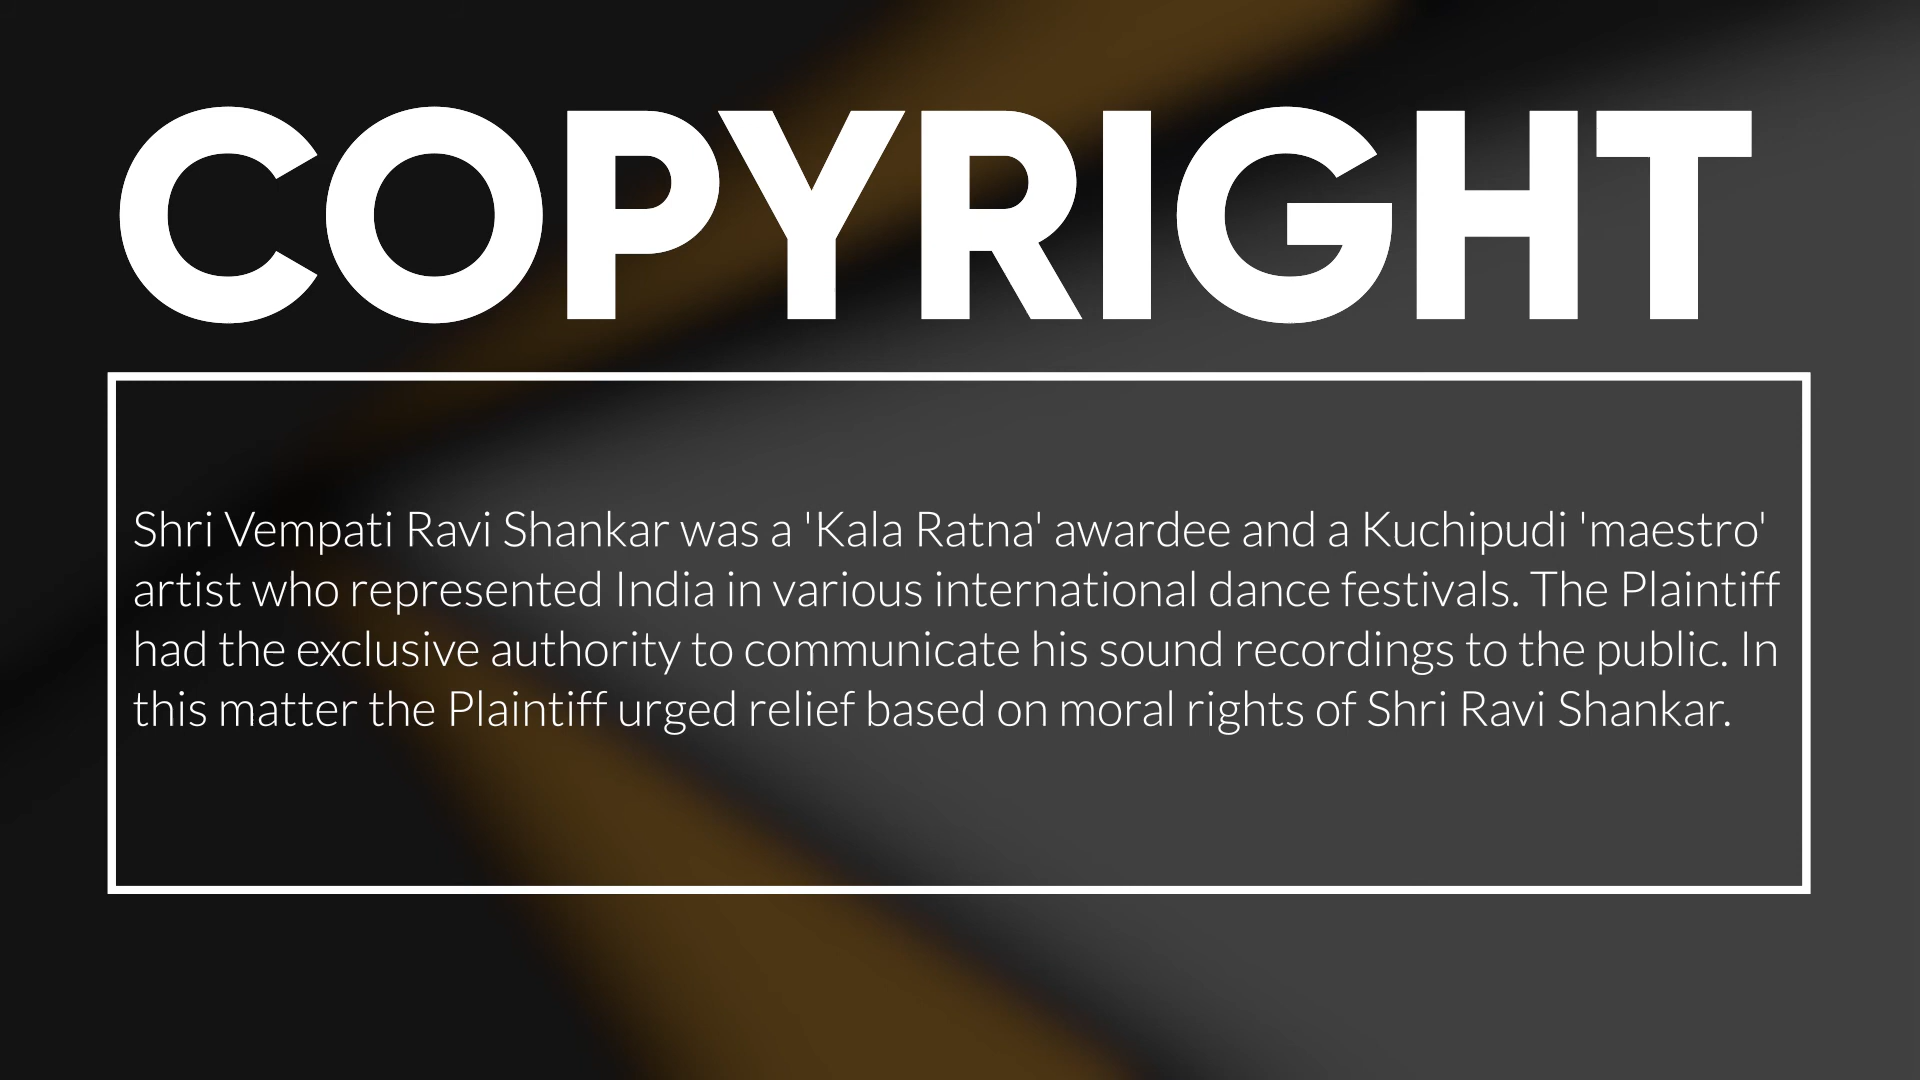 COPYRIGHT
Shri Vempati Ravi Shankar was a 'Kala Ratna' awardee and a Kuchipudi 'maestro'
artist who represented India in various international dance festivals. The Plaintiff
had the exclusive authority to communicate his sound recordings to the public. In
this matter the Plaintiff urged relief based on moral rights of Shri Ravi Shankar.